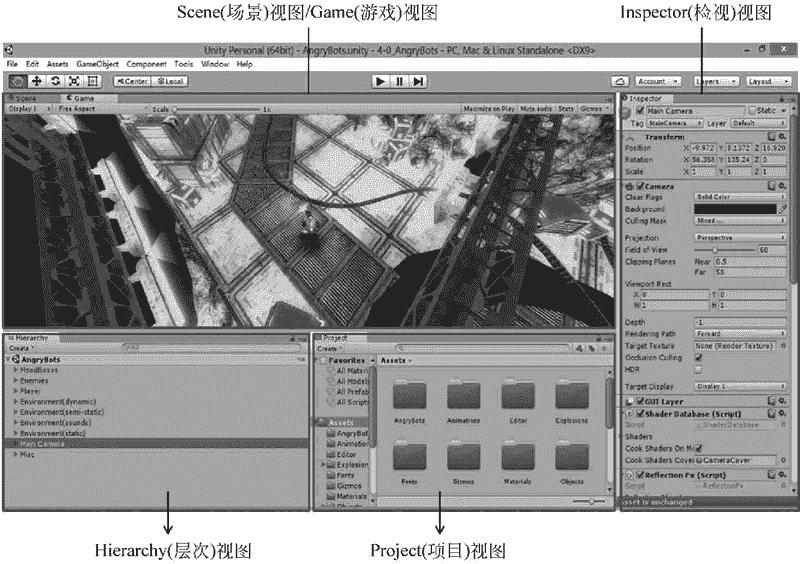 Scene(场景)视图/Game(游戏)视图
Inspector(检视)视图
Unity Personal (64bit) - AngryBots.unity - 4-0_AngryBots - PC, Mac & Linux Standalone <DX9>
File Edit Assets GameObject Component Tools Window Help
Center Local Account Layers Layout
Scene Game
Display 1 Free Aspect Scale 1x Maximize on Play Mute audio Stats Gizmos
Inspector
Main Camera Static
Tag MainCamera Layer Default
Transform
Position X -9.972 Y 8.1372 Z 16.920
Rotation X 56.358 Y 135.24 Z 0
Scale X 1 Y 1 Z 1
Camera
Clear Flags Solid Color
Background
Culling Mask Mixed ...
Projection Perspective
Field of View 60
Clipping Planes Near 0.5
Far 50
Viewport Rect
X 0 Y 0
W 1 H 1
Depth -1
Rendering Path Forward
Target Texture None (Render Texture)
Occlusion Culling
HDR
Target Display Display 1
GUI Layer
Shader Database (Script)
Script ShaderDatabase
Shaders
Cook Shaders On M
Cook Shaders Cover CameraCover
Reflection Fx (Script)
Script ReflectionFx
Asset is unchanged
Hierarchy
Create All
AngryBots
MoodBoxes
Enemies
Player
Environment(dynamic)
Environment(semi-static)
Environment(sounds)
Environment(static)
Main Camera
Misc
Project
Create
Favorites
All Mater
All Models
All Prefab
All Scripts
Assets
AngryBot
Animation
Editor
Explosion
Fonts
Gizmos
Materials
Objects
Assets
AngryBots Animations Editor Explosions
Fonts Gizmos Materials Objects
Hierarchy(层次)视图
Project(项目)视图